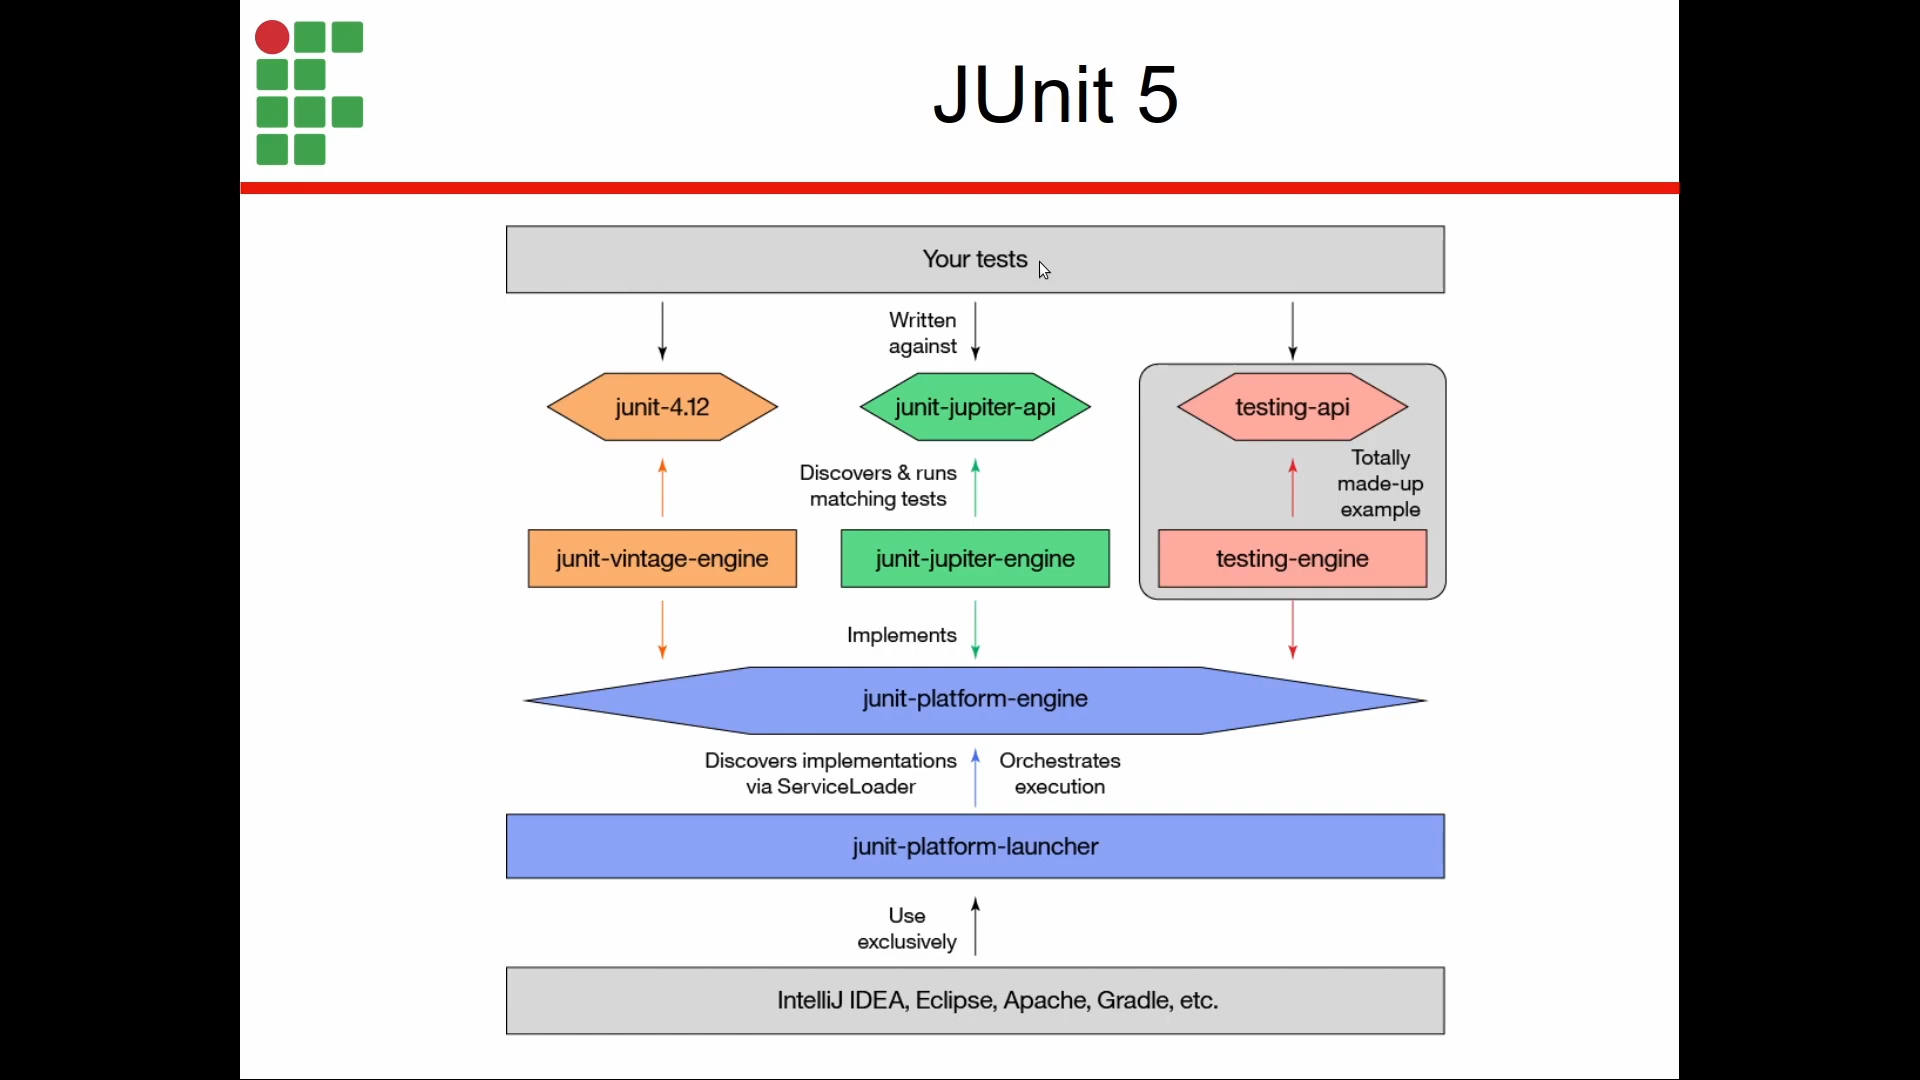 JUnit 5
Your tests
Written
against
junit-4.12
junit-jupiter-api
testing-api
Discovers & runs
matching tests
Totally
made-up
example
junit-vintage-engine
junit-jupiter-engine
testing-engine
Implements
junit-platform-engine
Discovers implementations
via ServiceLoader
Orchestrates
execution
junit-platform-launcher
Use
exclusively
IntelliJ IDEA, Eclipse, Apache, Gradle, etc.